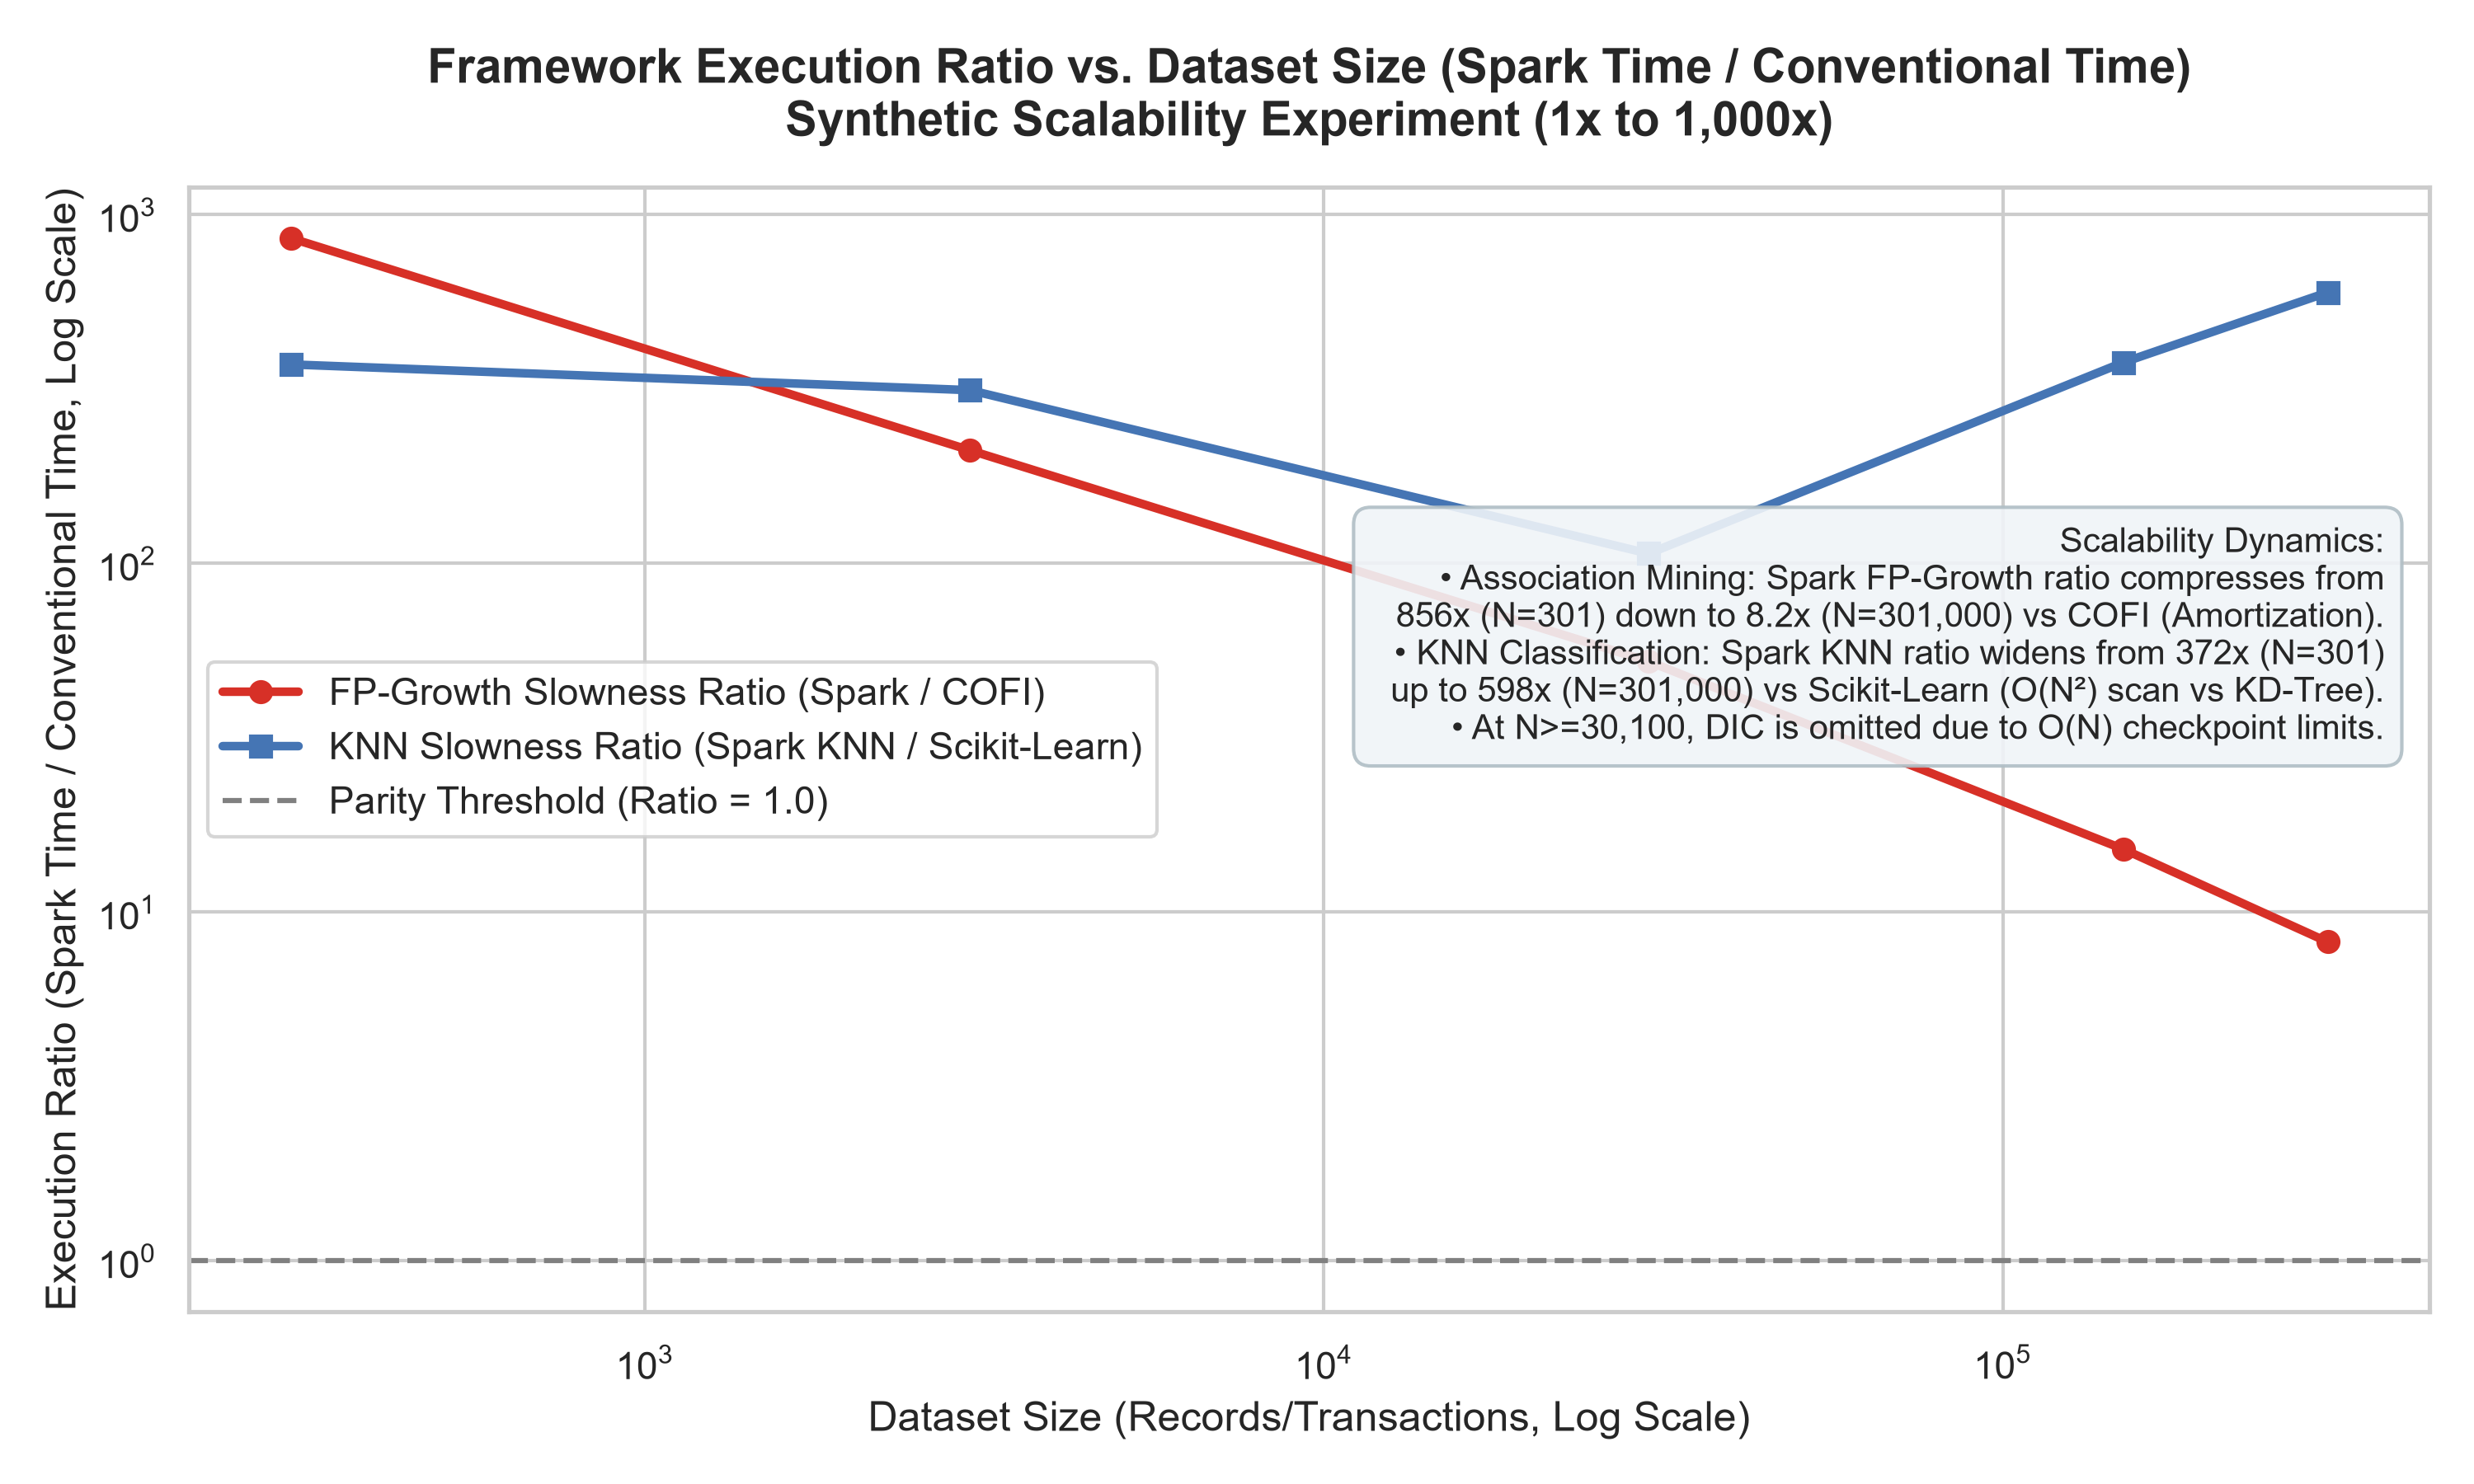 Framework Execution Ratio vs. Dataset Size (Spark Time / Conventional Time)
Synthetic Scalability Experiment (1x to 1,000x)
Execution Ratio (Spark Time / Conventional Time, Log Scale)
10³
10²
10¹
10⁰
Scalability Dynamics:
• Association Mining: Spark FP-Growth ratio compresses from
856x (N=301) down to 8.2x (N=301,000) vs COFI (Amortization).
• KNN Classification: Spark KNN ratio widens from 372x (N=301)
up to 598x (N=301,000) vs Scikit-Learn (O(N²) scan vs KD-Tree).
• At N>=30,100, DIC is omitted due to O(N) checkpoint limits.
FP-Growth Slowness Ratio (Spark / COFI)
KNN Slowness Ratio (Spark KNN / Scikit-Learn)
Parity Threshold (Ratio = 1.0)
10³
10⁴
10⁵
Dataset Size (Records/Transactions, Log Scale)